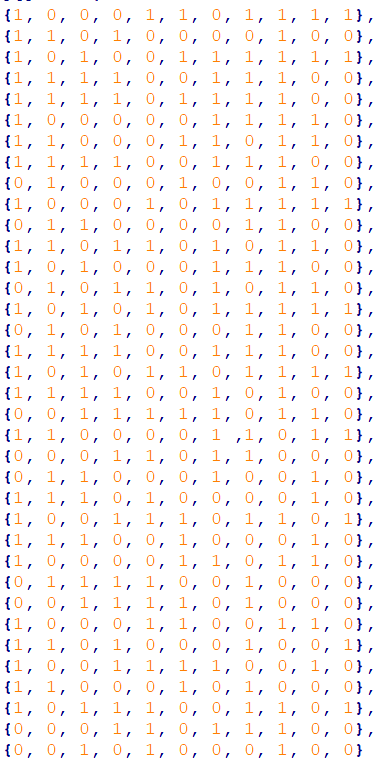 {1, 0, 0, 0, 1, 1, 0, 1, 1, 1, 1},
{1, 1, 0, 1, 0, 0, 0, 0, 1, 0, 0},
{1, 0, 1, 0, 0, 1, 0, 1, 1, 1, 1},
{1, 1, 1, 1, 0, 0, 1, 1, 1, 0, 0},
{1, 1, 1, 1, 0, 1, 1, 1, 1, 0, 0},
{1, 0, 0, 0, 0, 0, 1, 1, 1, 1, 0},
{1, 1, 0, 0, 0, 1, 1, 0, 1, 1, 0},
{1, 1, 1, 1, 0, 0, 1, 1, 1, 0, 0},
{0, 1, 0, 0, 0, 1, 0, 0, 1, 1, 0},
{1, 0, 0, 0, 1, 0, 1, 1, 1, 1, 1},
{0, 1, 1, 0, 0, 0, 0, 1, 1, 0, 0},
{1, 1, 0, 1, 1, 0, 1, 0, 1, 1, 0},
{1, 0, 1, 0, 0, 0, 1, 1, 1, 0, 0},
{0, 1, 0, 1, 1, 0, 1, 0, 1, 1, 0},
{1, 0, 1, 0, 1, 0, 1, 1, 1, 1, 1},
{0, 1, 0, 1, 0, 0, 0, 1, 1, 0, 0},
{1, 1, 1, 1, 0, 0, 1, 1, 1, 0, 0},
{1, 0, 1, 0, 1, 1, 0, 1, 1, 1, 1},
{1, 1, 1, 1, 0, 0, 1, 0, 1, 0, 0},
{0, 0, 1, 1, 1, 1, 1, 0, 1, 1, 0},
{1, 1, 0, 0, 0, 0, 1 ,1, 0, 1, 1},
{0, 0, 0, 1, 1, 0, 1, 1, 0, 0, 0},
{0, 1, 1, 0, 0, 0, 1, 0, 0, 1, 0},
{1, 1, 1, 0, 1, 0, 0, 0, 0, 1, 0},
{1, 0, 0, 1, 1, 1, 0, 1, 1, 0, 1},
{1, 1, 1, 0, 0, 1, 0, 0, 0, 1, 0},
{1, 0, 0, 0, 0, 1, 1, 0, 1, 1, 0},
{0, 1, 1, 1, 1, 0, 0, 1, 0, 0, 0},
{0, 0, 1, 1, 1, 1, 0, 1, 0, 0, 0},
{1, 0, 0, 0, 1, 1, 0, 0, 1, 1, 0},
{1, 1, 0, 1, 0, 0, 0, 1, 0, 0, 1},
{1, 0, 0, 1, 1, 1, 1, 0, 0, 1, 0},
{1, 1, 0, 0, 0, 1, 0, 1, 0, 0, 0},
{1, 0, 1, 1, 1, 0, 0, 1, 1, 0, 1},
{0, 0, 0, 1, 1, 0, 1, 1, 1, 0, 0},
{0, 0, 1, 0, 1, 0, 0, 0, 1, 0, 0}